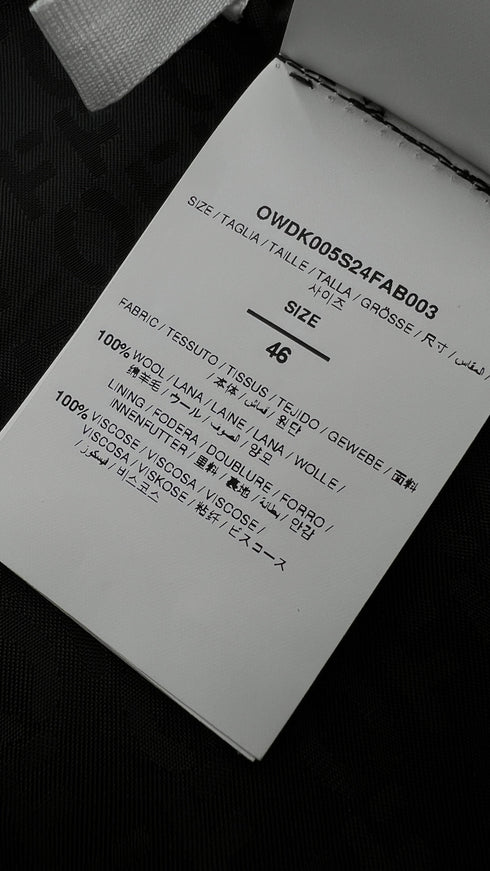 OWDK005S24FAB003
SIZE / TAGLIA / TAILLE / TALLA / GRÖSSE / 尺寸 / المقاس /
사이즈
SIZE
46
FABRIC / TESSUTO / TISSUS / TEJIDO / GEWEBE / 面料
/ 本体 / قماش / 원단
100% WOOL / LANA / LAINE / LANA / WOLLE /
绵羊毛 / ウール / الصوف / 양모
LINING / FODERA / DOUBLURE / FORRO /
INNENFUTTER / 里料 / 裏地 / بطانة / 안감
100% VISCOSE / VISCOSA / VISCOSE /
VISCOSA / VISKOSE / 粘纤 / ビスコース
/ فيسكوز / 비스코스